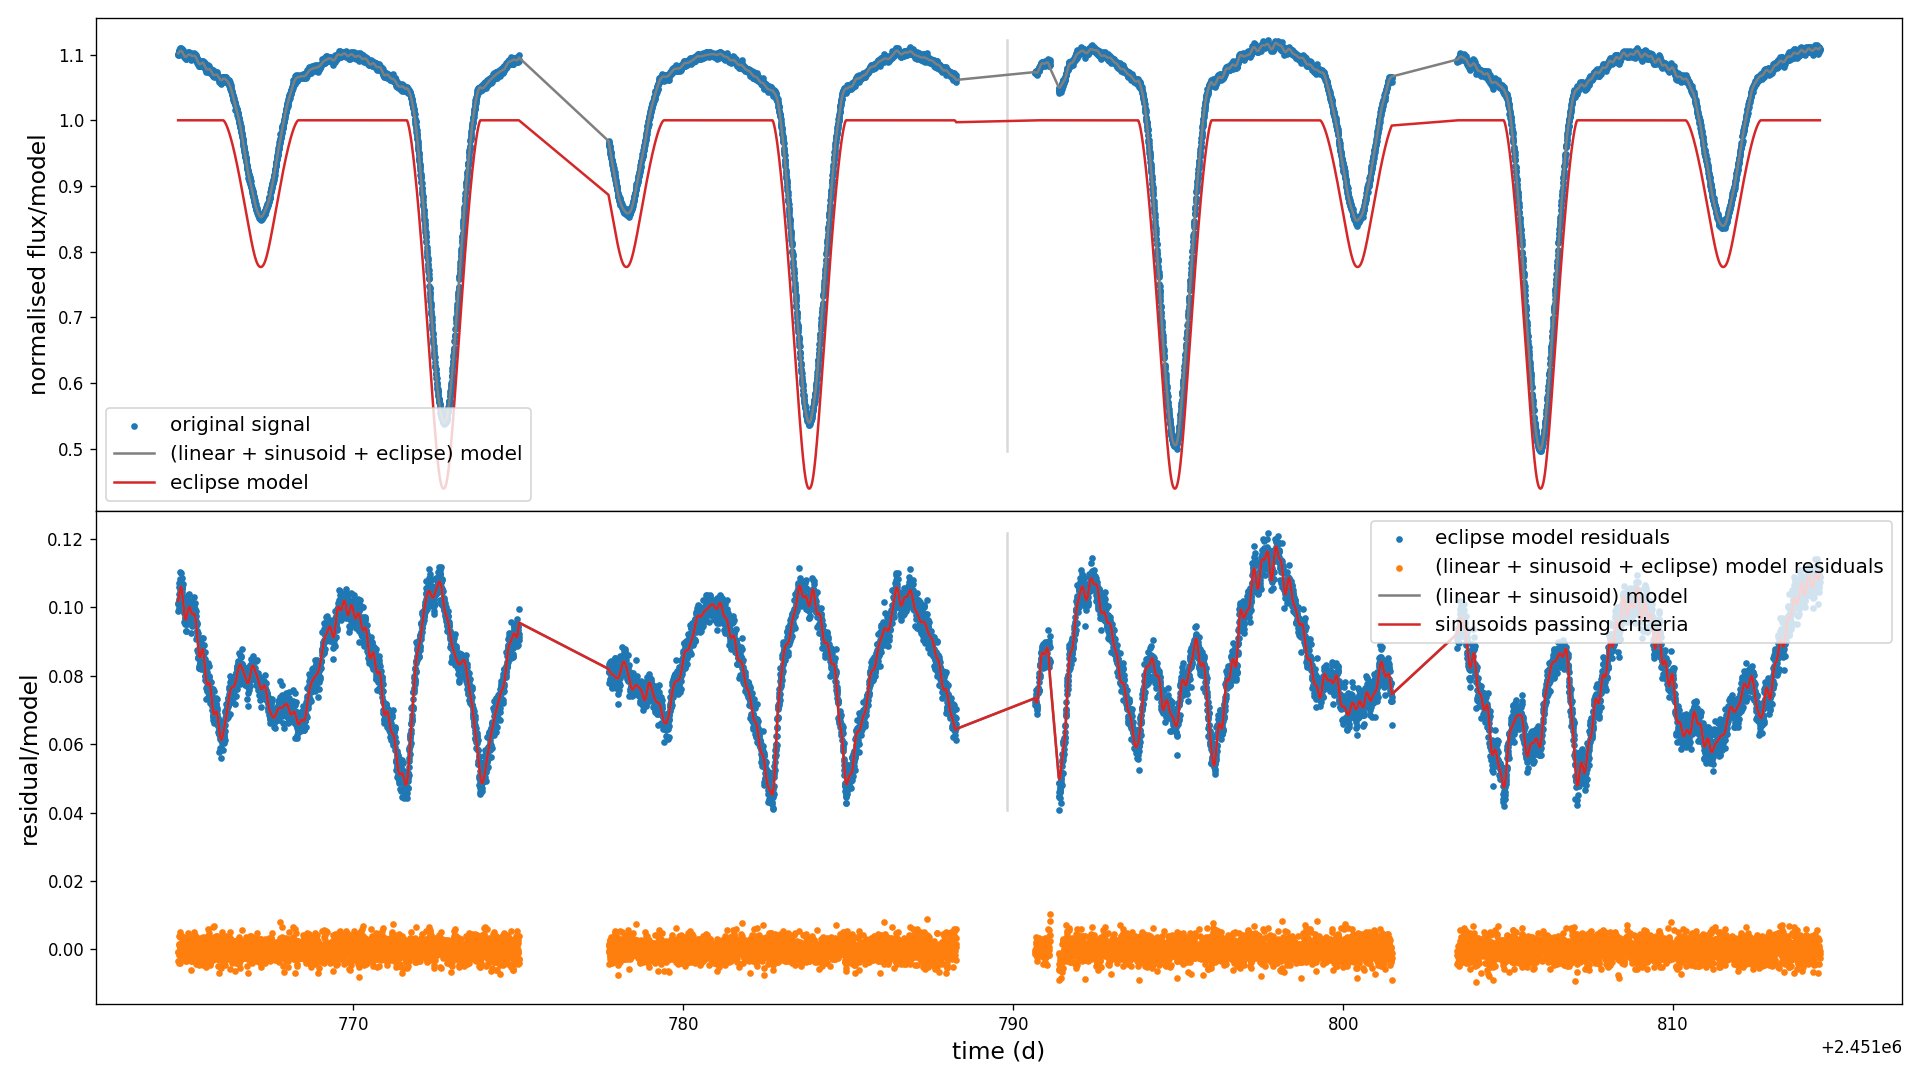 normalised flux/model
1.1
1.0
0.9
0.8
0.7
0.6
0.5
original signal
(linear + sinusoid + eclipse) model
eclipse model
residual/model
0.12
0.10
0.08
0.06
0.04
0.02
0.00
eclipse model residuals
(linear + sinusoid + eclipse) model residuals
(linear + sinusoid) model
sinusoids passing criteria
770 780 790 800 810
time (d)
+2.451e6